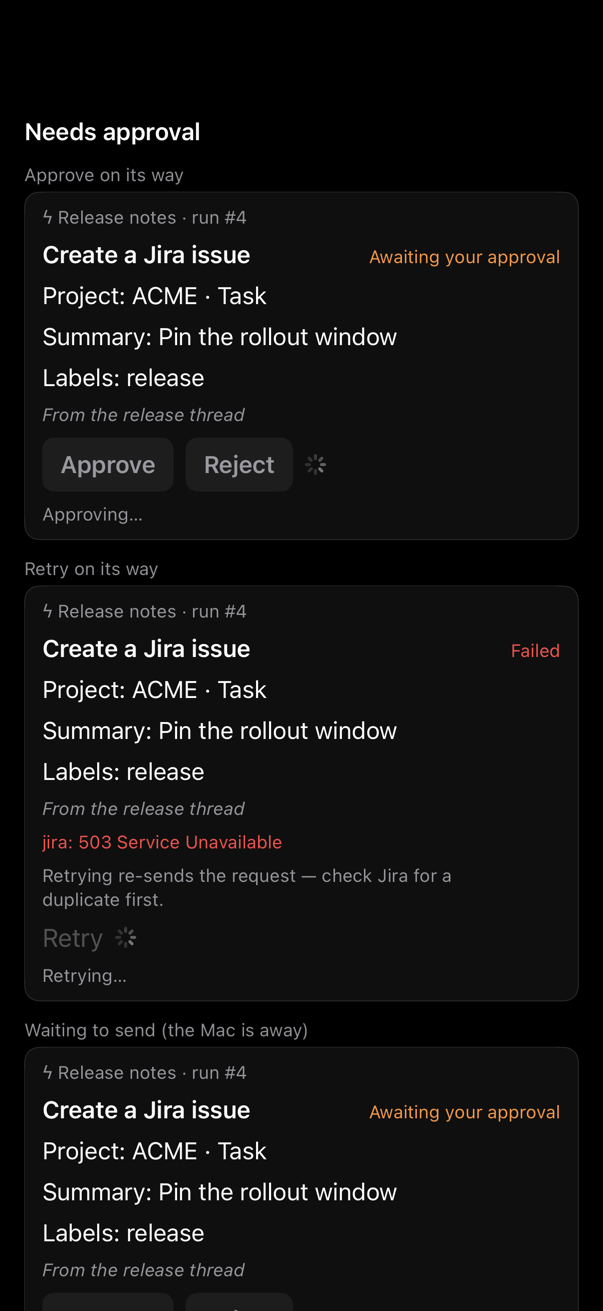 Needs approval
Approve on its way
ϟ Release notes · run #4
Create a Jira issue
Awaiting your approval
Project: ACME · Task
Summary: Pin the rollout window
Labels: release
From the release thread
Approve
Reject
Approving...
Retry on its way
ϟ Release notes · run #4
Create a Jira issue
Failed
Project: ACME · Task
Summary: Pin the rollout window
Labels: release
From the release thread
jira: 503 Service Unavailable
Retrying re-sends the request — check Jira for a
duplicate first.
Retry
Retrying...
Waiting to send (the Mac is away)
ϟ Release notes · run #4
Create a Jira issue
Awaiting your approval
Project: ACME · Task
Summary: Pin the rollout window
Labels: release
From the release thread